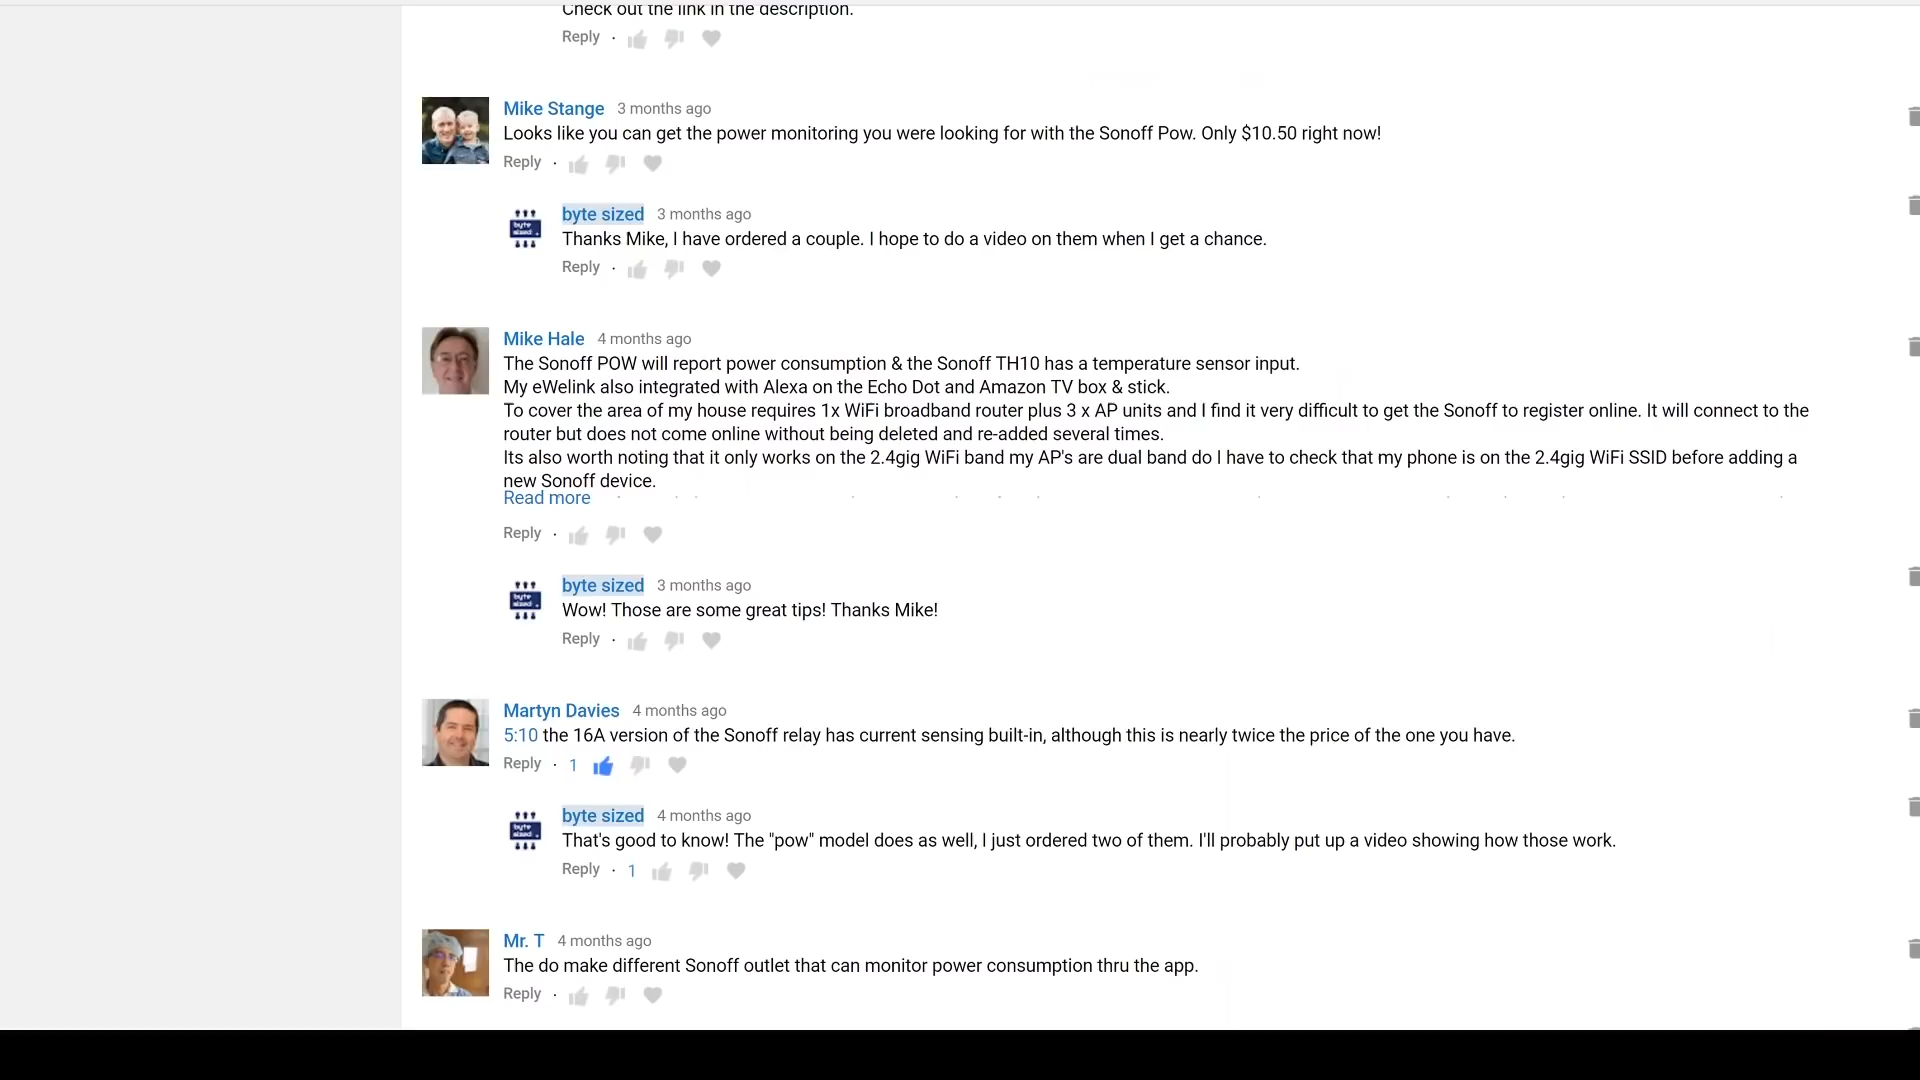 Check out the link in the description.
Reply ·
Mike Stange 3 months ago
Looks like you can get the power monitoring you were looking for with the Sonoff Pow. Only $10.50 right now!
Reply ·
byte sized 3 months ago
Thanks Mike, I have ordered a couple. I hope to do a video on them when I get a chance.
Reply ·
Mike Hale 4 months ago
The Sonoff POW will report power consumption & the Sonoff TH10 has a temperature sensor input.
My eWelink also integrated with Alexa on the Echo Dot and Amazon TV box & stick.
To cover the area of my house requires 1x WiFi broadband router plus 3 x AP units and I find it very difficult to get the Sonoff to register online. It will connect to the
router but does not come online without being deleted and re-added several times.
Its also worth noting that it only works on the 2.4gig WiFi band my AP's are dual band do I have to check that my phone is on the 2.4gig WiFi SSID before adding a
new Sonoff device.
Read more
Reply ·
byte sized 3 months ago
Wow! Those are some great tips! Thanks Mike!
Reply ·
Martyn Davies 4 months ago
5:10 the 16A version of the Sonoff relay has current sensing built-in, although this is nearly twice the price of the one you have.
Reply · 1
byte sized 4 months ago
That's good to know! The "pow" model does as well, I just ordered two of them. I'll probably put up a video showing how those work.
Reply · 1
Mr. T 4 months ago
The do make different Sonoff outlet that can monitor power consumption thru the app.
Reply ·